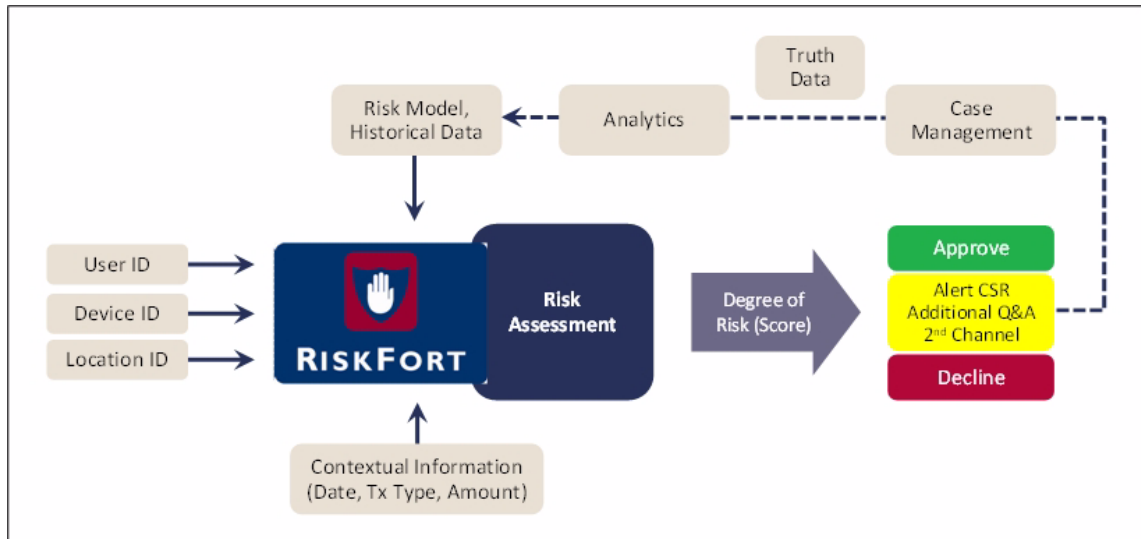 Truth
Data
Risk Model,
Historical Data
Analytics
Case
Management
User ID
Device ID
Location ID
RISKFORT
Risk
Assessment
Degree of
Risk (Score)
Approve
Alert CSR
Additional Q&A
2nd Channel
Decline
Contextual Information
(Date, Tx Type, Amount)